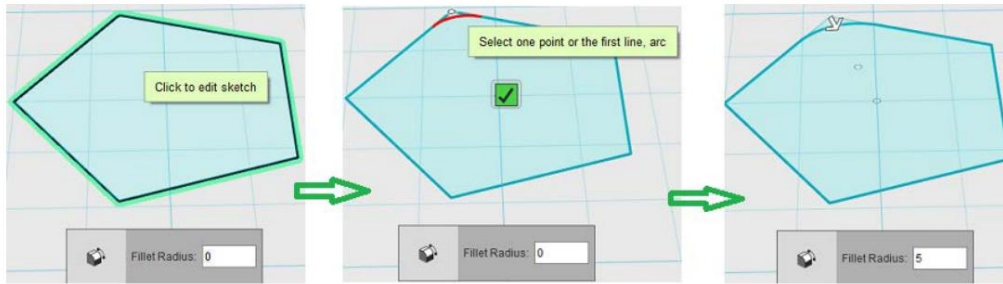 Click to edit sketch
Fillet Radius: 0
Select one point or the first line, arc
Fillet Radius: 0
Fillet Radius: 5